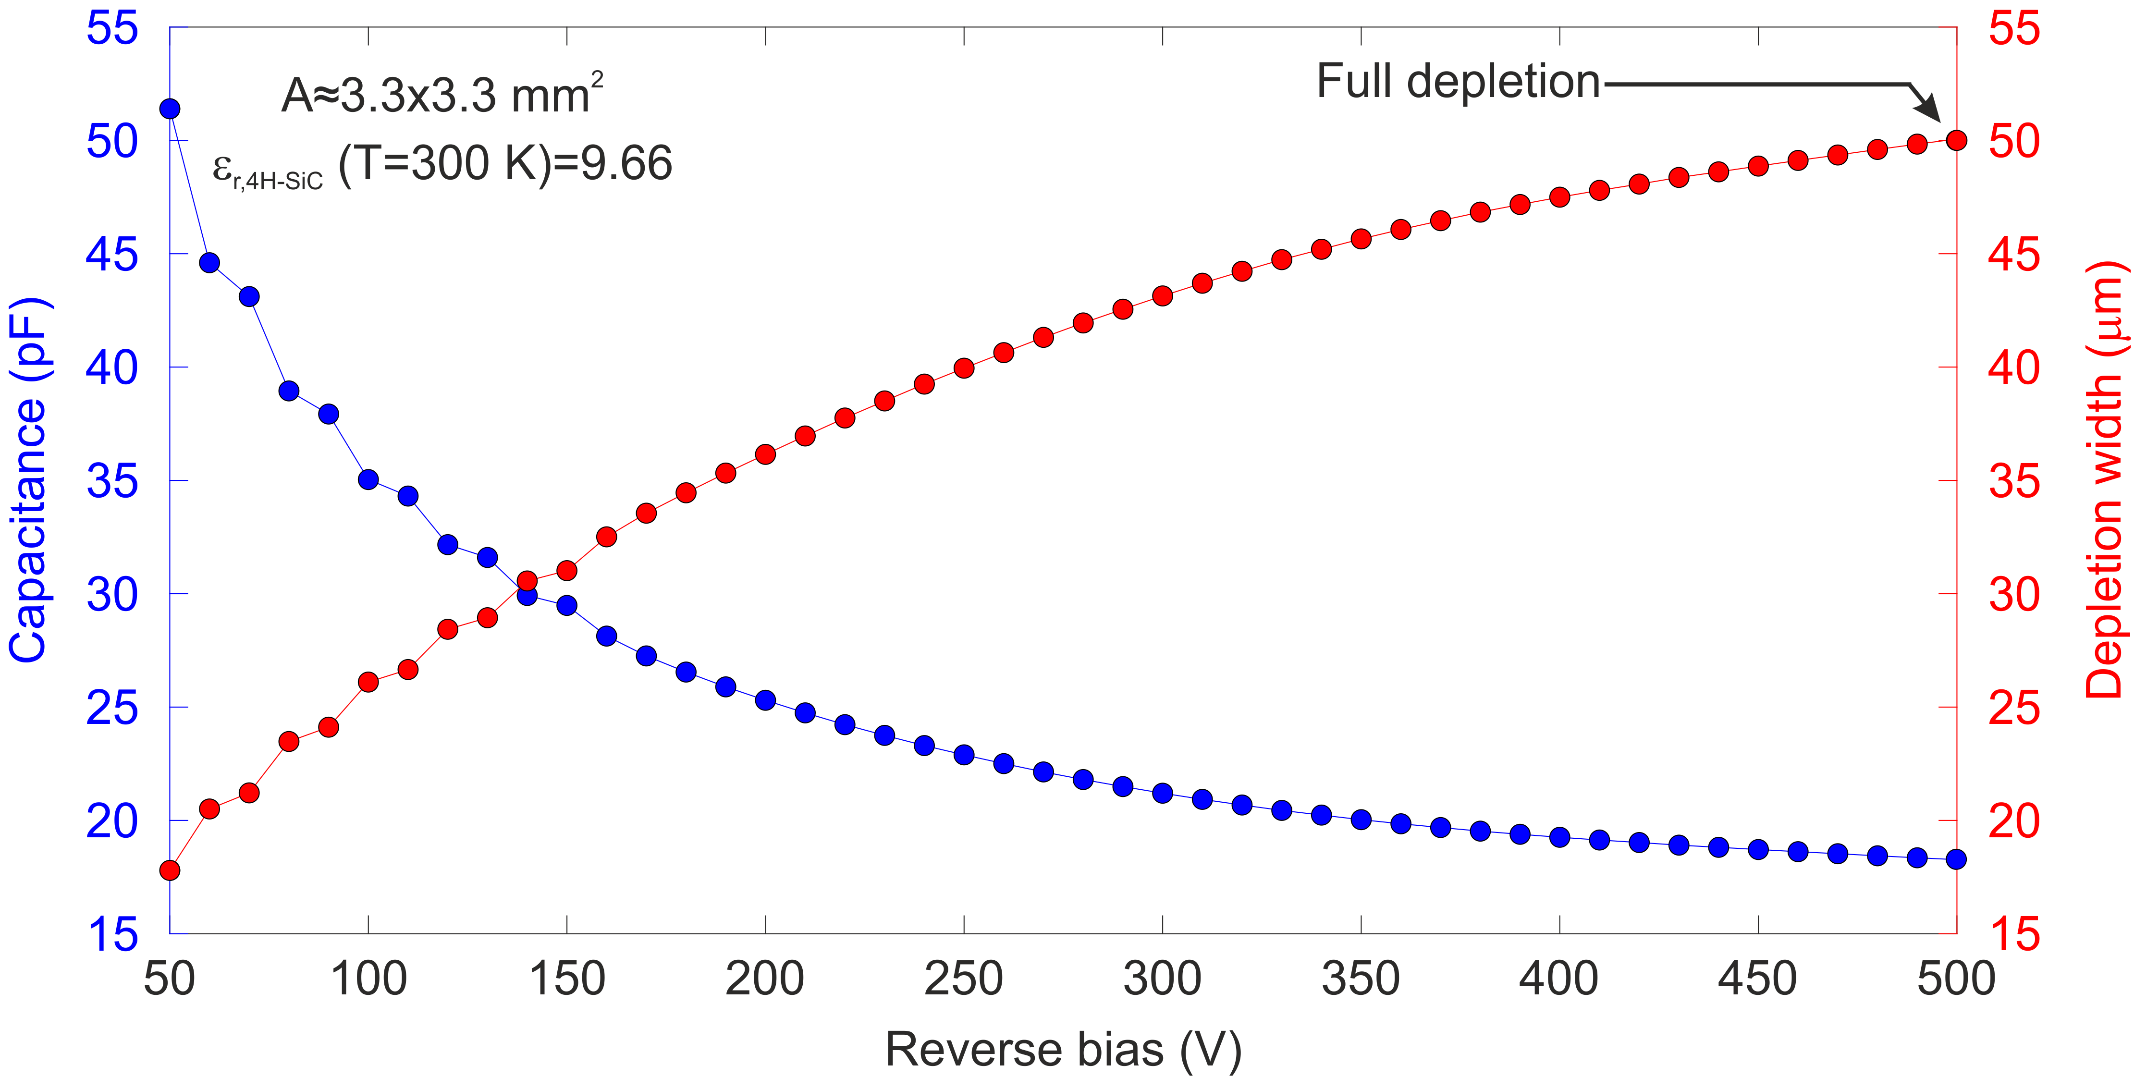 Capacitance (pF)
55
50
45
40
35
30
25
20
15
A≈3.3x3.3 mm²
εr,4H-SiC (T=300 K)=9.66
Full depletion
55
50
45
40
35
30
25
20
15
Depletion width (μm)
50 100 150 200 250 300 350 400 450 500
Reverse bias (V)